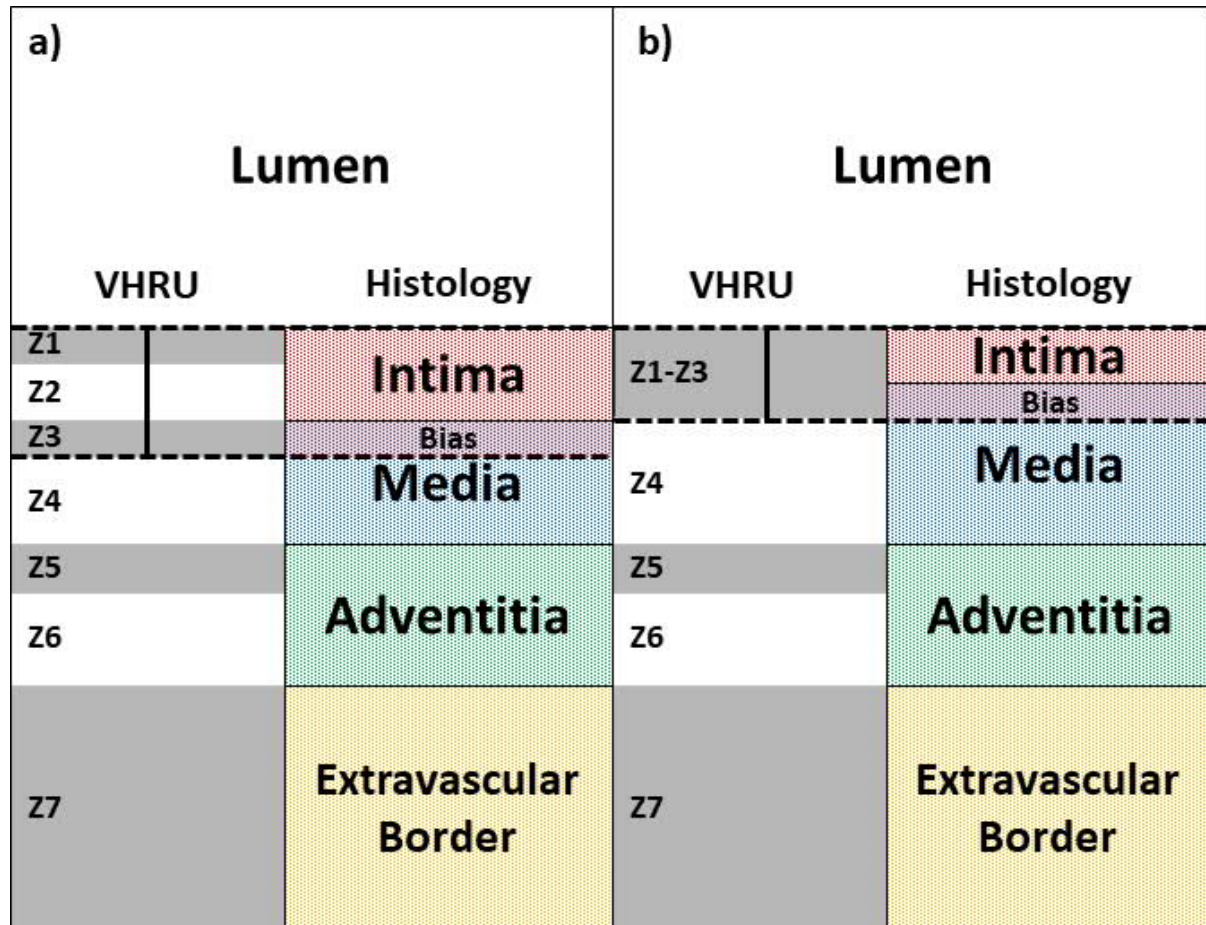 a)
Lumen
VHRU Histology
Z1
Z2
Z3
Z4
Z5
Z6
Z7
Intima
Bias
Media
Adventitia
Extravascular
Border
b)
Lumen
VHRU Histology
Z1-Z3
Z4
Z5
Z6
Z7
Intima
Bias
Media
Adventitia
Extravascular
Border